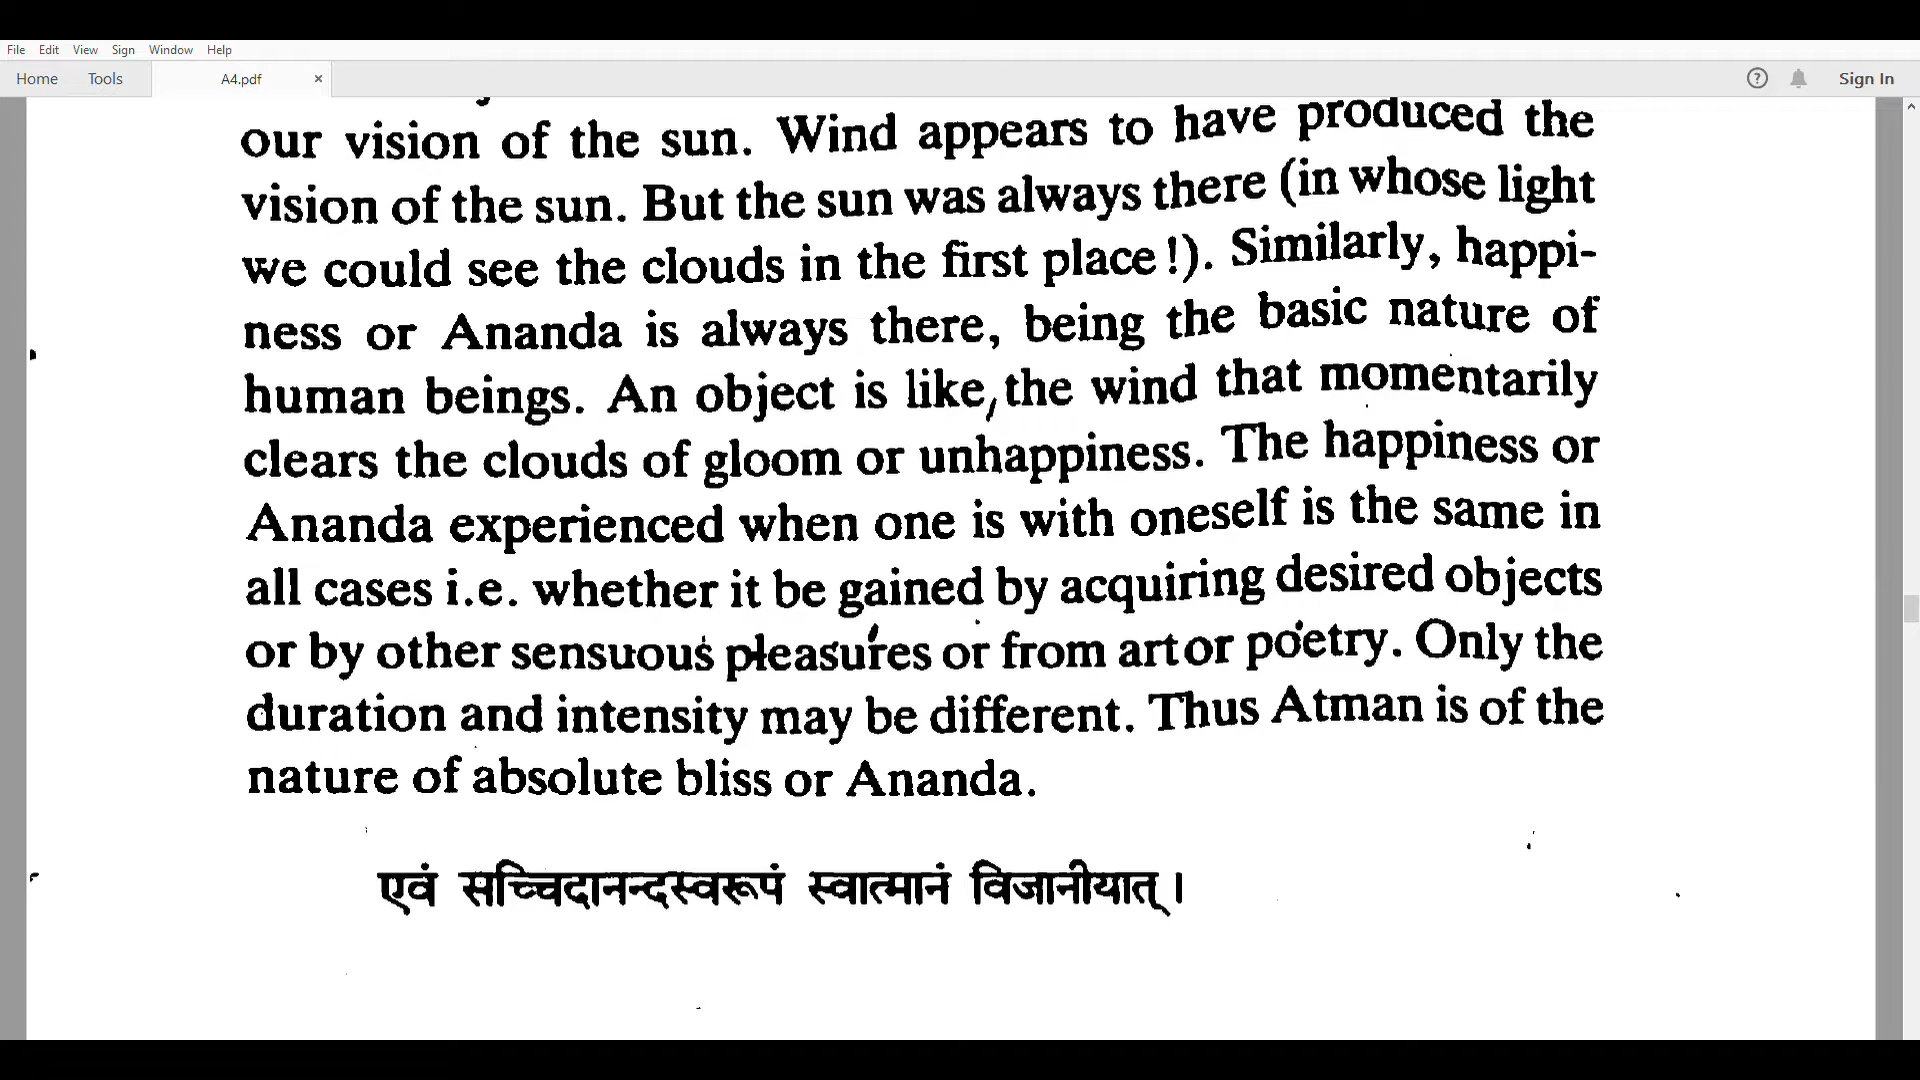 File Edit View Sign Window Help
Home Tools A4.pdf × ? Sign In
our vision of the sun. Wind appears to have produced the
vision of the sun. But the sun was always there (in whose light
we could see the clouds in the first place!). Similarly, happi-
ness or Ananda is always there, being the basic nature of
human beings. An object is like, the wind that momentarily
clears the clouds of gloom or unhappiness. The happiness or
Ananda experienced when one is with oneself is the same in
all cases i.e. whether it be gained by acquiring desired objects
or by other sensuous pleasures or from art or poetry. Only the
duration and intensity may be different. Thus Atman is of the
nature of absolute bliss or Ananda.
एवं सच्चिदानन्दस्वरूपं स्वात्मानं विजानीयात् ।